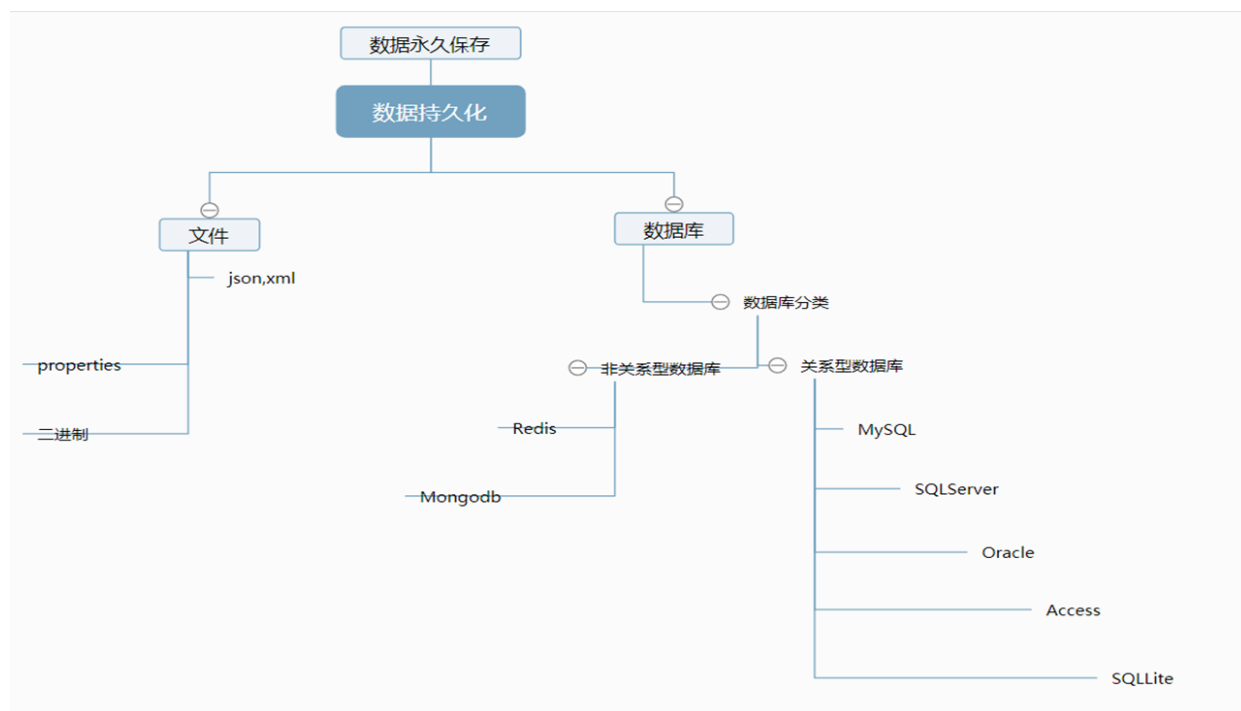 数据永久保存
数据持久化
文件
数据库
json,xml
数据库分类
properties
非关系型数据库
关系型数据库
二进制
Redis
MySQL
Mongodb
SQLServer
Oracle
Access
SQLLite